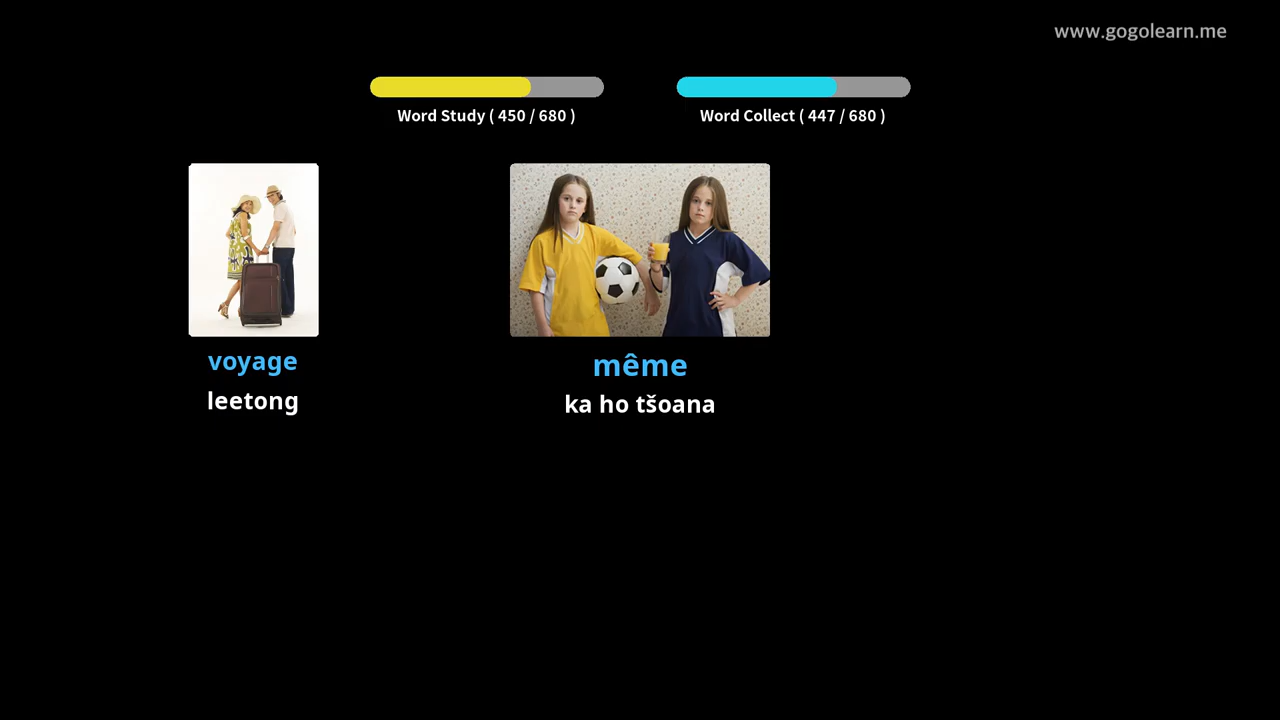 www.gogolearn.me
Word Study ( 450 / 680 )
Word Collect ( 447 / 680 )
voyage
leetong
même
ka ho tšoana